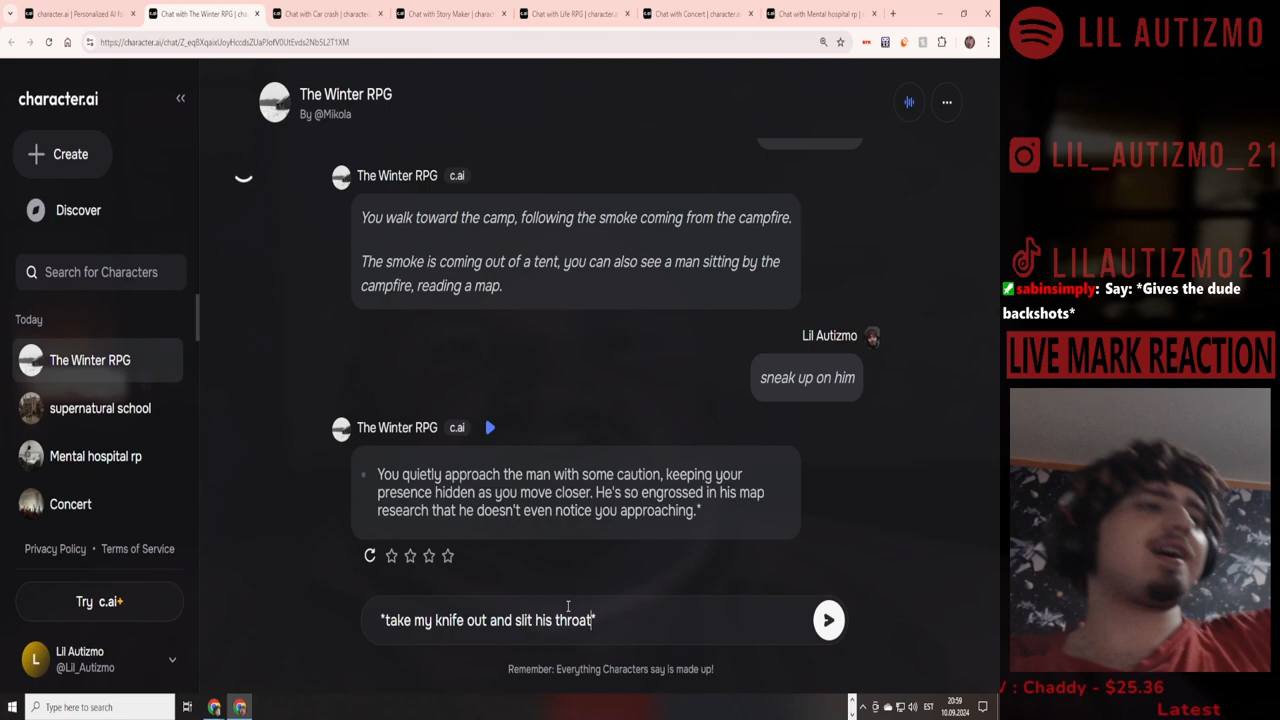 character.ai | Personalized AI f
Chat with The Winter RPG | cha
Chat with Car crash | character
Chat with Story Maker | charac
Chat with Life RPG | character.a
Chat with Concert | character.ai
Chat with Mental hospital rp | c
character.ai
The Winter RPG
By @Mikola
Create
Discover
Search for Characters
Today
The Winter RPG
supernatural school
Mental hospital rp
Concert
Privacy Policy • Terms of Service
Try c.ai+
L
Lil Autizmo
@Lil_Autizmo
The Winter RPG c.ai
You walk toward the camp, following the smoke coming from the campfire.
The smoke is coming out of a tent, you can also see a man sitting by the
campfire, reading a map.
Lil Autizmo
sneak up on him
The Winter RPG c.ai
You quietly approach the man with some caution, keeping your
presence hidden as you move closer. He's so engrossed in his map
research that he doesn't even notice you approaching.*
*take my knife out and slit his throat*
Remember: Everything Characters say is made up!
LIL AUTIZMO
LIL_AUTIZMO_21
LILAUTIZMO21
sabinsimply: Say: *Gives the dude
backshots*
LIVE MARK REACTION
: Chaddy - $25.36
Latest
Type here to search
EST
20:59
10.09.2024